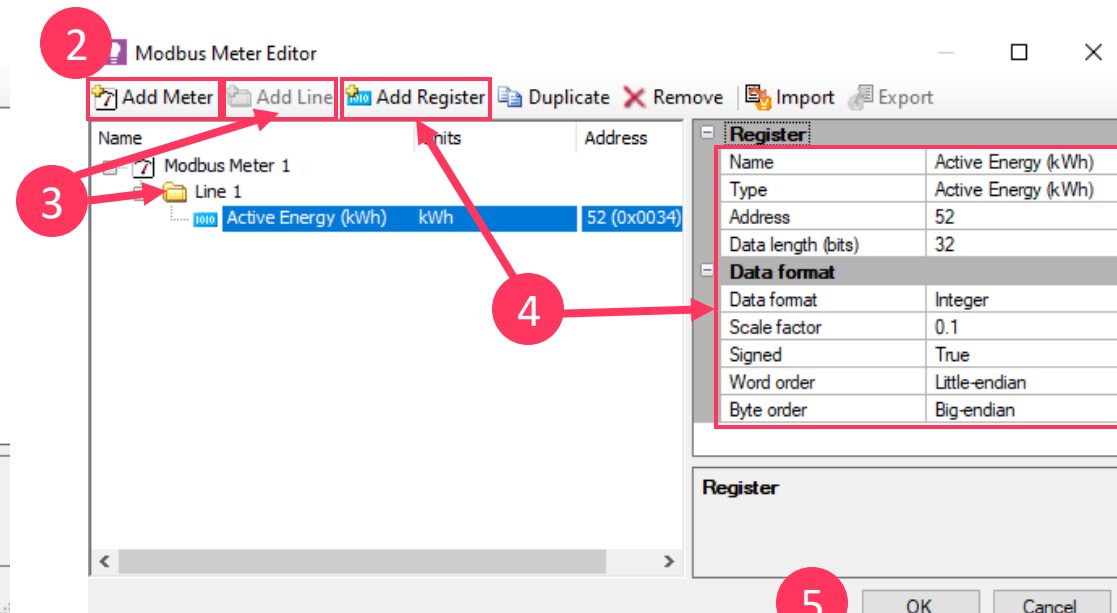 2
Modbus Meter Editor
Add Meter Add Line Add Register Duplicate Remove Import Export
Name Units Address
Modbus Meter 1
3
Line 1
Active Energy (kWh) kWh 52 (0x0034)
4
Register
Name Active Energy (kWh)
Type Active Energy (kWh)
Address 52
Data length (bits) 32
Data format
Data format Integer
Scale factor 0.1
Signed True
Word order Little-endian
Byte order Big-endian
Register
5
OK Cancel